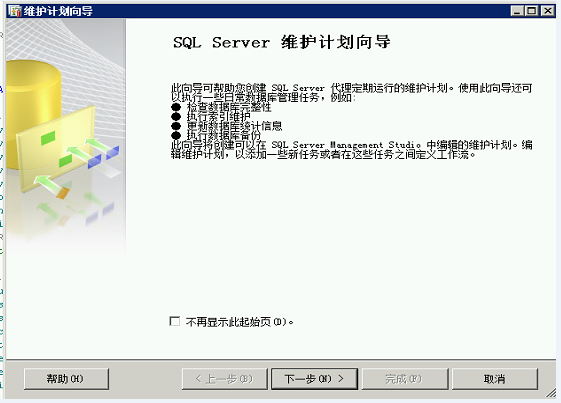 维护计划向导
SQL Server 维护计划向导
此向导可帮助您创建 SQL Server 代理定期运行的维护计划。使用此向导还可
以执行一些日常数据库管理任务，例如:
● 检查数据库完整性
● 执行索引维护
● 更新数据库统计信息
● 执行数据库备份
此向导将创建可以在 SQL Server Management Studio 中编辑的维护计划。编
辑维护计划，以添加一些新任务或者在这些任务之间定义工作流。
不再显示此起始页(D)。
帮助(H)
< 上一步(B)
下一步(N) >
完成(F)
取消